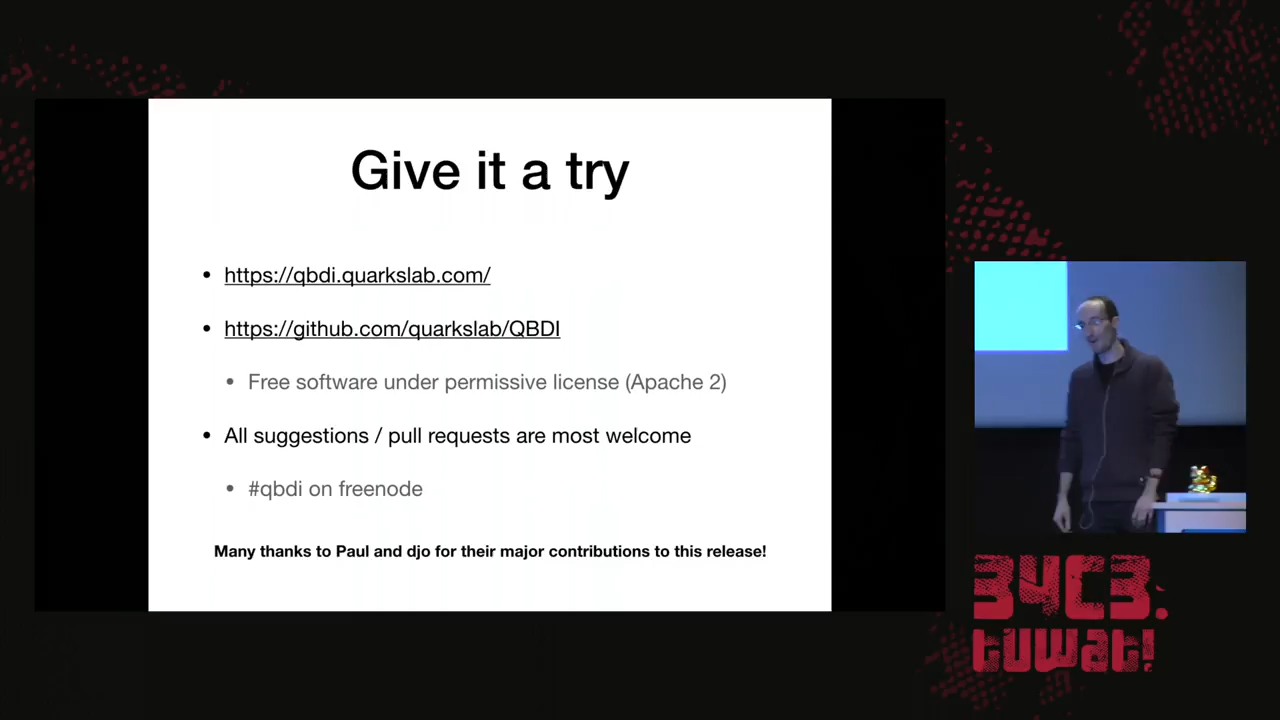 Give it a try
• https://qbdi.quarkslab.com/
• https://github.com/quarkslab/QBDI
• Free software under permissive license (Apache 2)
• All suggestions / pull requests are most welcome
• #qbdi on freenode
Many thanks to Paul and djo for their major contributions to this release!
34C3.
tuwat!